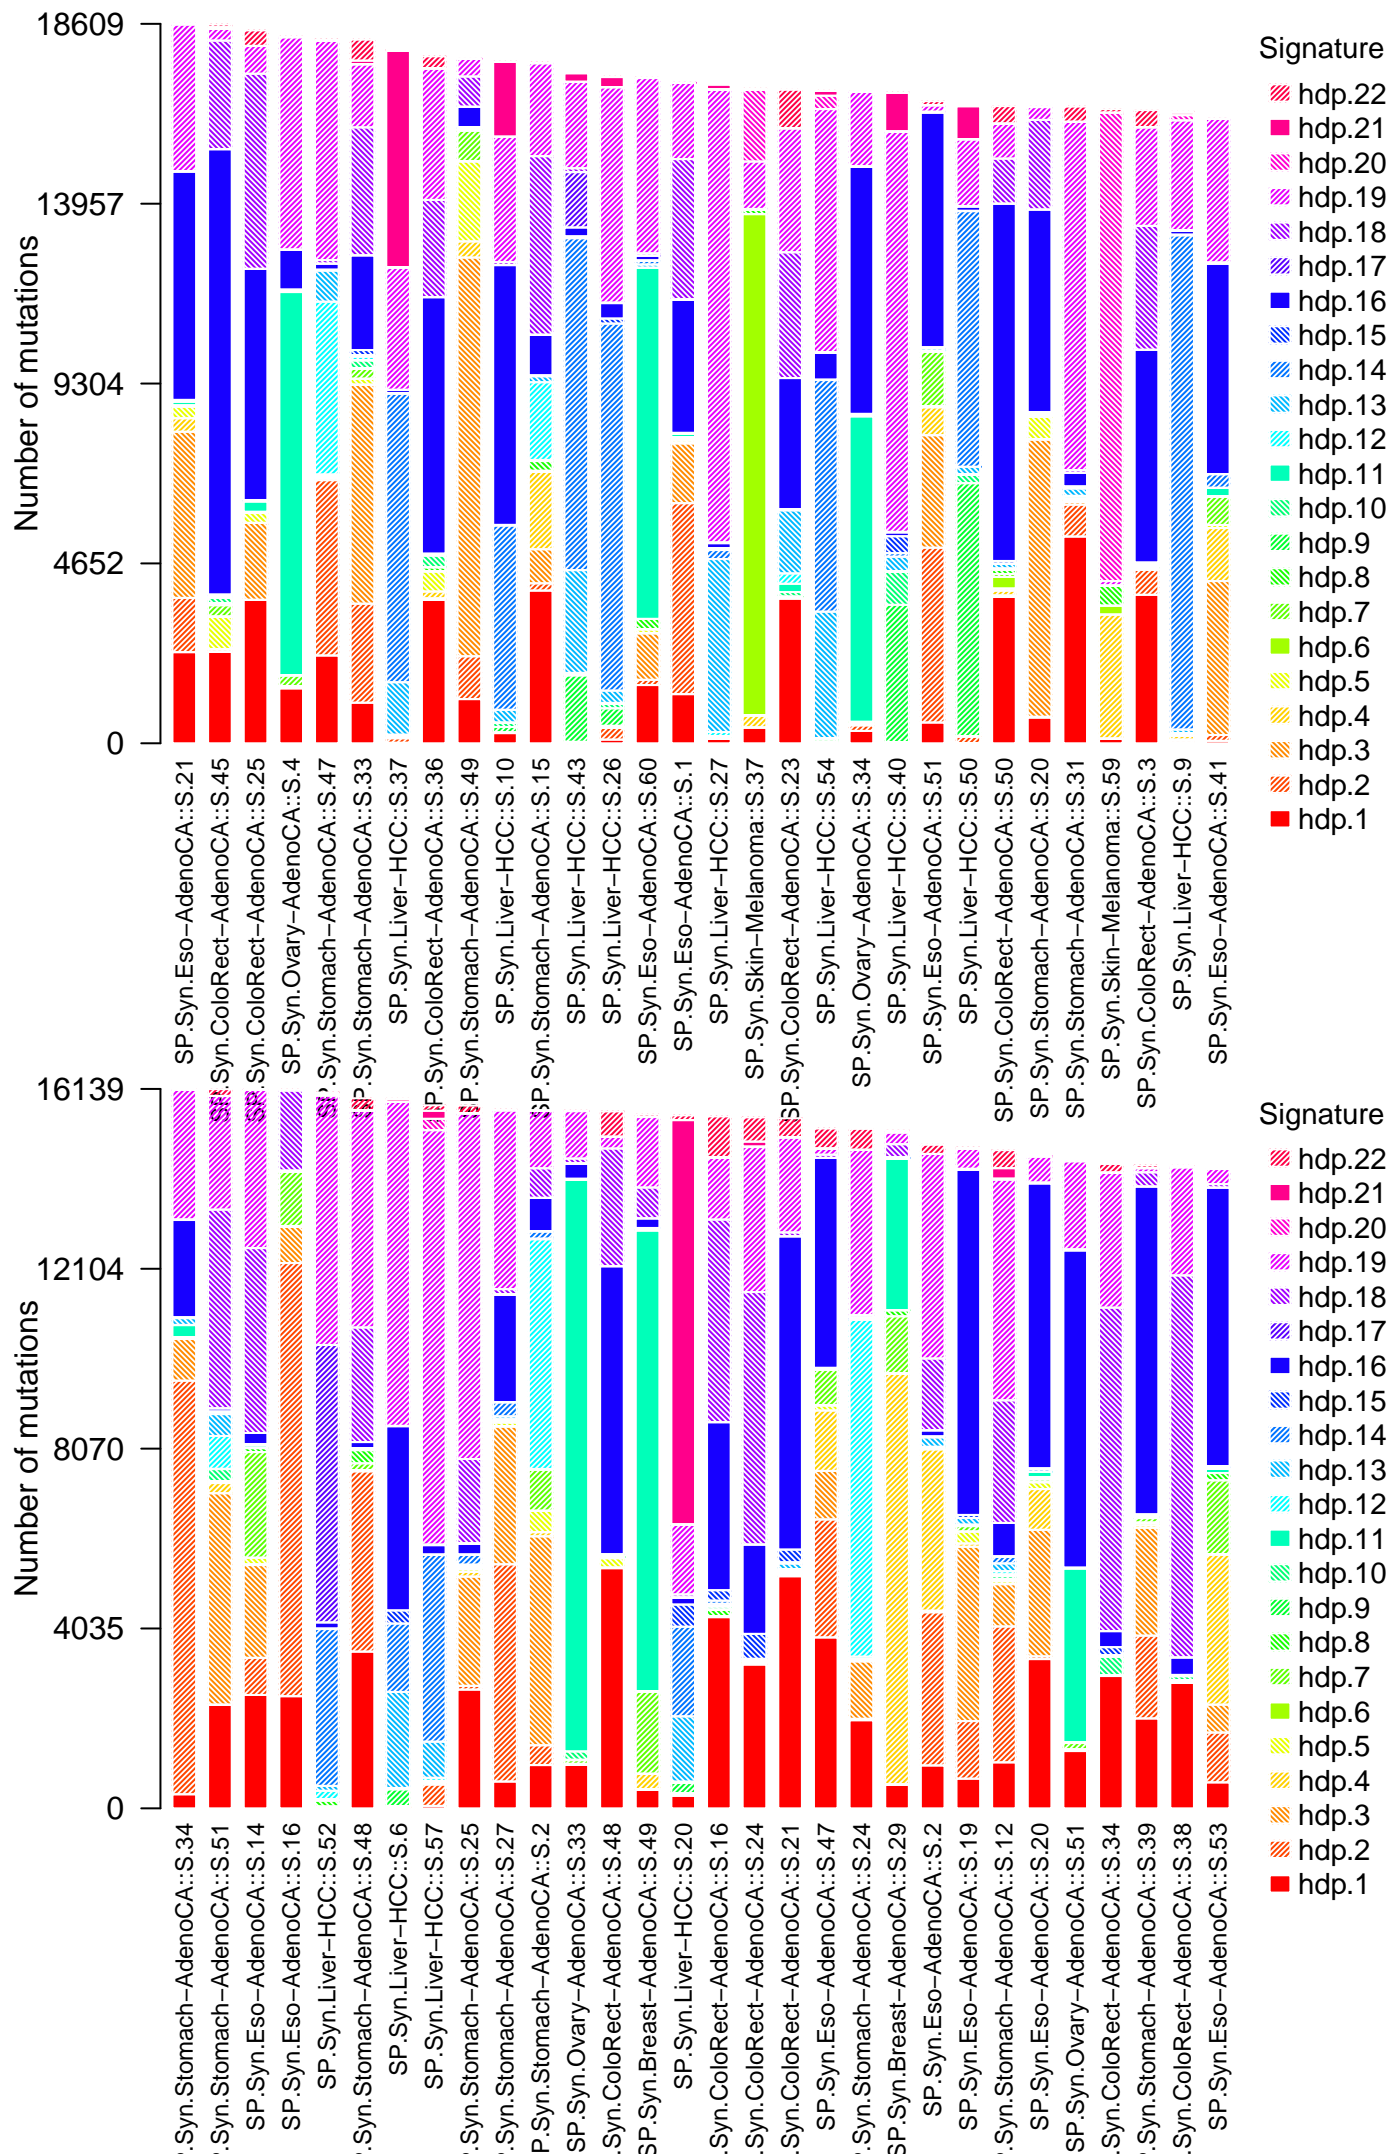 Number of mutations
18609
13957
9304
4652
0
SP.Syn.Eso−AdenoCA::S.21
SP.Syn.ColoRect−AdenoCA::S.45
SP.Syn.ColoRect−AdenoCA::S.25
SP.Syn.Ovary−AdenoCA::S.4
SP.Syn.Stomach−AdenoCA::S.47
SP.Syn.Stomach−AdenoCA::S.33
SP.Syn.Liver−HCC::S.37
SP.Syn.ColoRect−AdenoCA::S.36
SP.Syn.Stomach−AdenoCA::S.49
SP.Syn.Liver−HCC::S.10
SP.Syn.Stomach−AdenoCA::S.15
SP.Syn.Liver−HCC::S.43
SP.Syn.Liver−HCC::S.26
SP.Syn.Eso−AdenoCA::S.60
SP.Syn.Eso−AdenoCA::S.1
SP.Syn.Liver−HCC::S.27
SP.Syn.Skin−Melanoma::S.37
SP.Syn.ColoRect−AdenoCA::S.23
SP.Syn.Liver−HCC::S.54
SP.Syn.Ovary−AdenoCA::S.34
SP.Syn.Liver−HCC::S.40
SP.Syn.Eso−AdenoCA::S.51
SP.Syn.Liver−HCC::S.50
SP.Syn.ColoRect−AdenoCA::S.50
SP.Syn.Stomach−AdenoCA::S.20
SP.Syn.Stomach−AdenoCA::S.31
SP.Syn.Skin−Melanoma::S.59
SP.Syn.ColoRect−AdenoCA::S.3
SP.Syn.Liver−HCC::S.9
SP.Syn.Eso−AdenoCA::S.41
Signature
hdp.22
hdp.21
hdp.20
hdp.19
hdp.18
hdp.17
hdp.16
hdp.15
hdp.14
hdp.13
hdp.12
hdp.11
hdp.10
hdp.9
hdp.8
hdp.7
hdp.6
hdp.5
hdp.4
hdp.3
hdp.2
hdp.1
Number of mutations
16139
12104
8070
4035
0
P.Syn.Stomach−AdenoCA::S.34
.Syn.Stomach−AdenoCA::S.51
SP.Syn.Eso−AdenoCA::S.14
SP.Syn.Eso−AdenoCA::S.16
SP.Syn.Liver−HCC::S.52
.Syn.Stomach−AdenoCA::S.48
SP.Syn.Liver−HCC::S.6
SP.Syn.Liver−HCC::S.57
.Syn.Stomach−AdenoCA::S.25
.Syn.Stomach−AdenoCA::S.27
P.Syn.Stomach−AdenoCA::S.2
SP.Syn.Ovary−AdenoCA::S.33
.Syn.ColoRect−AdenoCA::S.48
SP.Syn.Breast−AdenoCA::S.49
SP.Syn.Liver−HCC::S.20
.Syn.ColoRect−AdenoCA::S.16
.Syn.ColoRect−AdenoCA::S.24
.Syn.ColoRect−AdenoCA::S.21
SP.Syn.Eso−AdenoCA::S.47
.Syn.Stomach−AdenoCA::S.24
SP.Syn.Breast−AdenoCA::S.29
SP.Syn.Eso−AdenoCA::S.2
SP.Syn.Eso−AdenoCA::S.19
.Syn.Stomach−AdenoCA::S.12
SP.Syn.Eso−AdenoCA::S.20
SP.Syn.Ovary−AdenoCA::S.51
.Syn.ColoRect−AdenoCA::S.34
.Syn.Stomach−AdenoCA::S.39
.Syn.ColoRect−AdenoCA::S.38
SP.Syn.Eso−AdenoCA::S.53
Signature
hdp.22
hdp.21
hdp.20
hdp.19
hdp.18
hdp.17
hdp.16
hdp.15
hdp.14
hdp.13
hdp.12
hdp.11
hdp.10
hdp.9
hdp.8
hdp.7
hdp.6
hdp.5
hdp.4
hdp.3
hdp.2
hdp.1